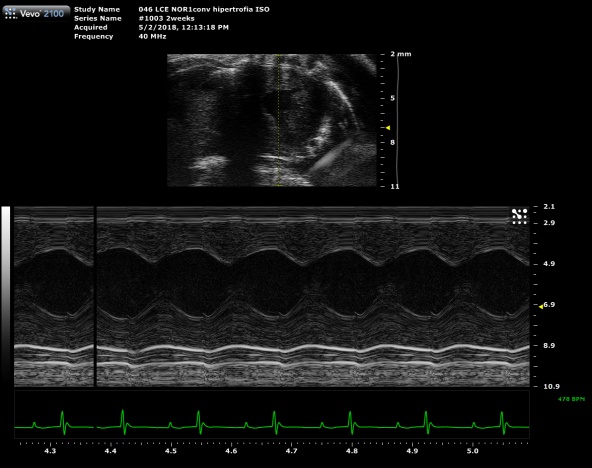 Vevo 2100
Study Name 046 LCE NOR1conv hipertrofia ISO
Series Name #1003 2weeks
Acquired 5/2/2018, 12:13:18 PM
Frequency 40 MHz
2 mm
5
8
11
2.1
2.9
4.9
6.9
8.9
10.9
478 BPM
4.3 4.4 4.5 4.6 4.7 4.8 4.9 5.0